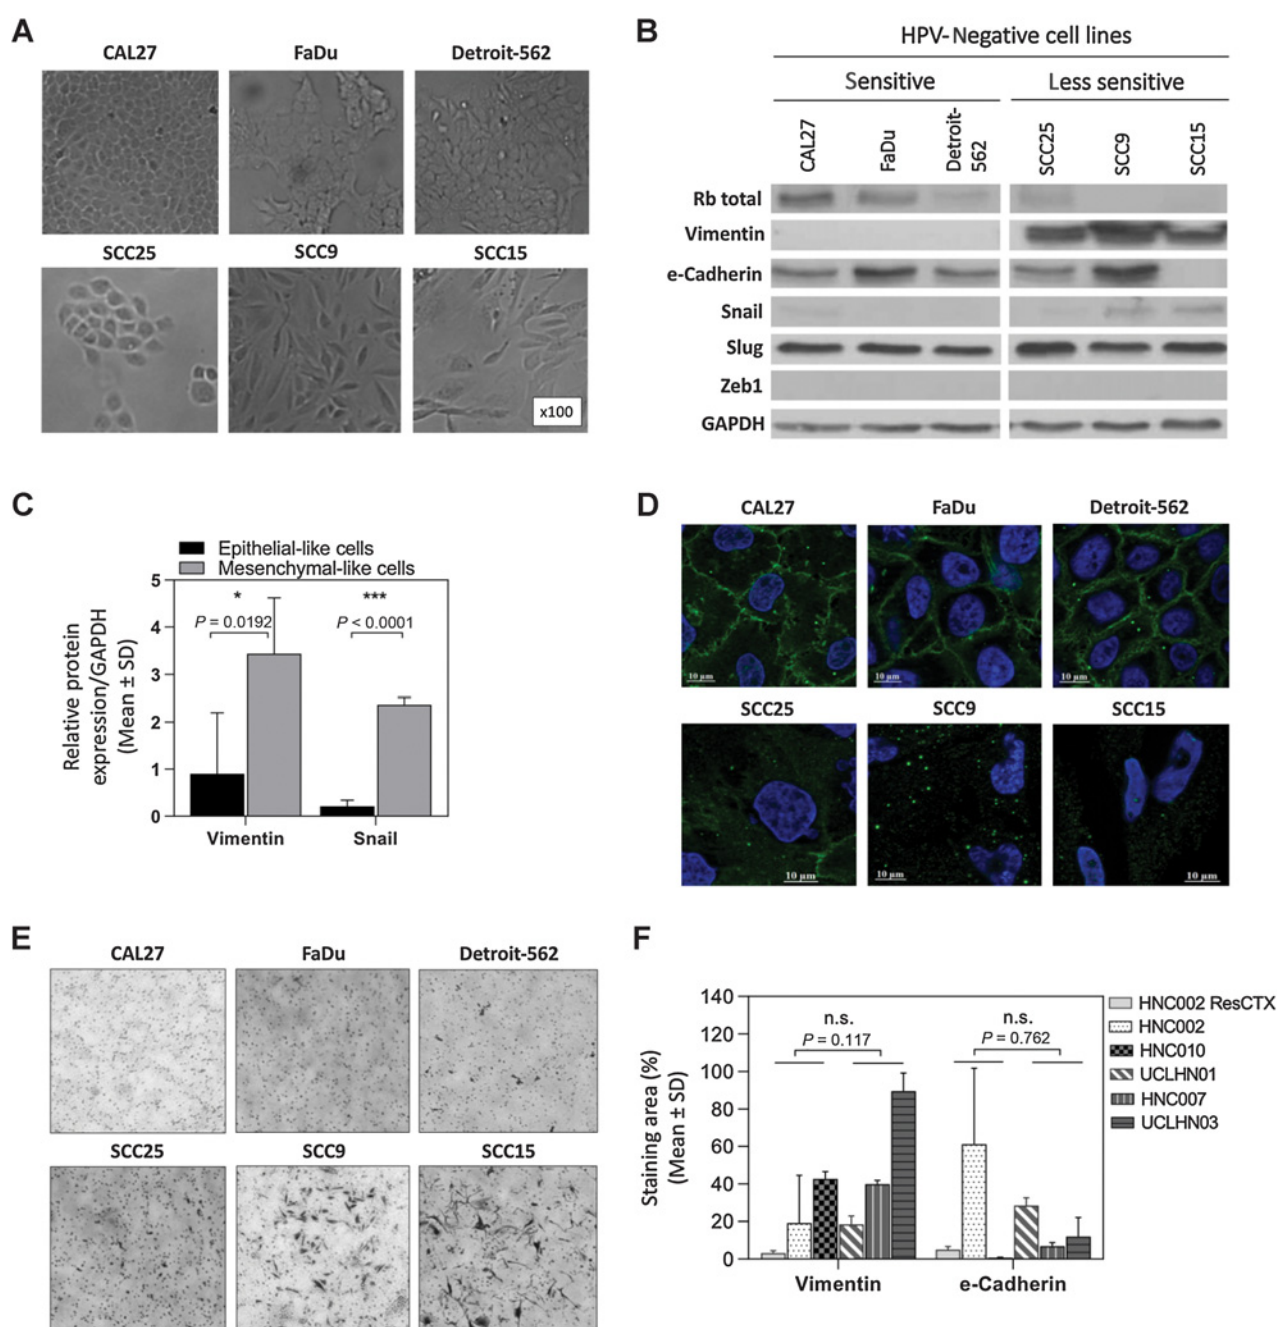 A
CAL27
FaDu
Detroit-562
SCC25
SCC9
SCC15
x100
B
HPV-Negative cell lines
Sensitive
Less sensitive
CAL27
FaDu
Detroit-
562
SCC25
SCC9
SCC15
Rb total
Vimentin
e-Cadherin
Snail
Slug
Zeb1
GAPDH
C
Epithelial-like cells
Mesenchymal-like cells
Relative protein
expression/GAPDH
(Mean ± SD)
5
4
3
2
1
0
*
P = 0.0192
***
P < 0.0001
Vimentin
Snail
D
CAL27
FaDu
Detroit-562
10 µm
10 µm
10 µm
SCC25
SCC9
SCC15
10 µm
10 µm
10 µm
E
CAL27
FaDu
Detroit-562
SCC25
SCC9
SCC15
F
Staining area (%)
(Mean ± SD)
140
120
100
80
60
40
20
0
n.s.
P = 0.117
n.s.
P = 0.762
Vimentin
e-Cadherin
HNC002 ResCTX
HNC002
HNC010
UCLHN01
HNC007
UCLHN03